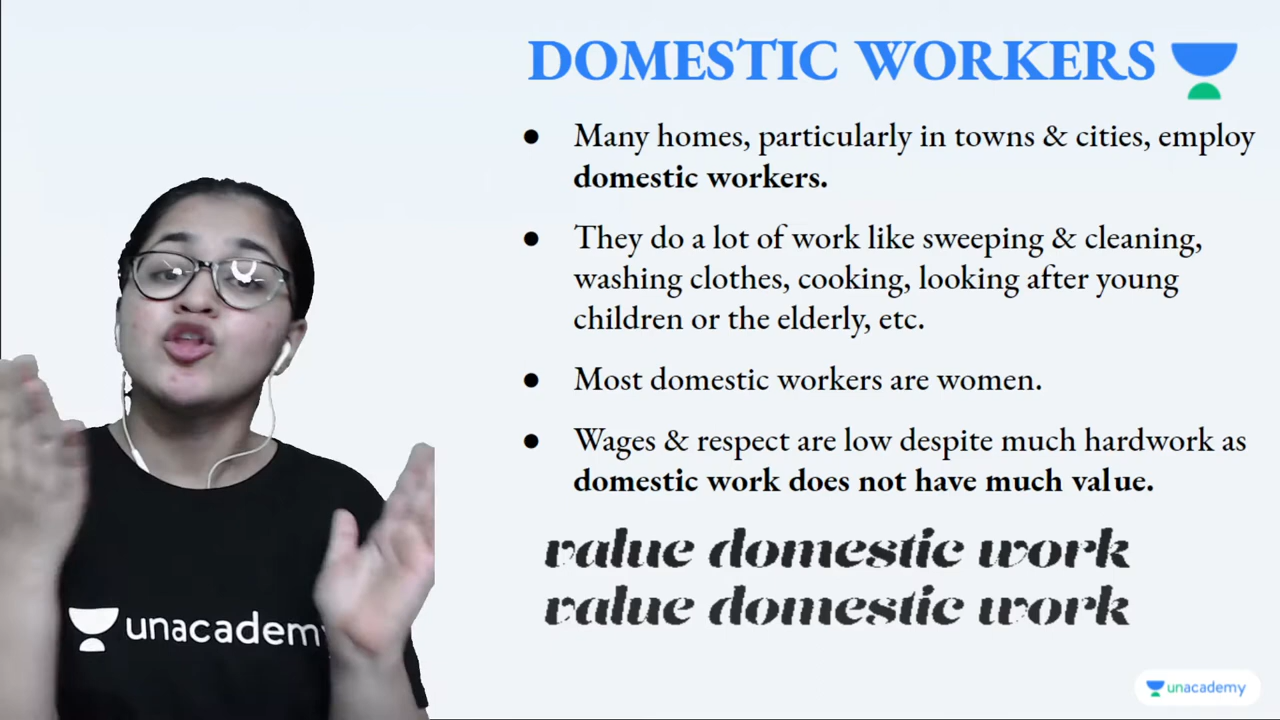 DOMESTIC WORKERS
● Many homes, particularly in towns & cities, employ
domestic workers.
● They do a lot of work like sweeping & cleaning,
washing clothes, cooking, looking after young
children or the elderly, etc.
● Most domestic workers are women.
● Wages & respect are low despite much hardwork as
domestic work does not have much value.
value domestic work
value domestic work
unacademy
unacademy